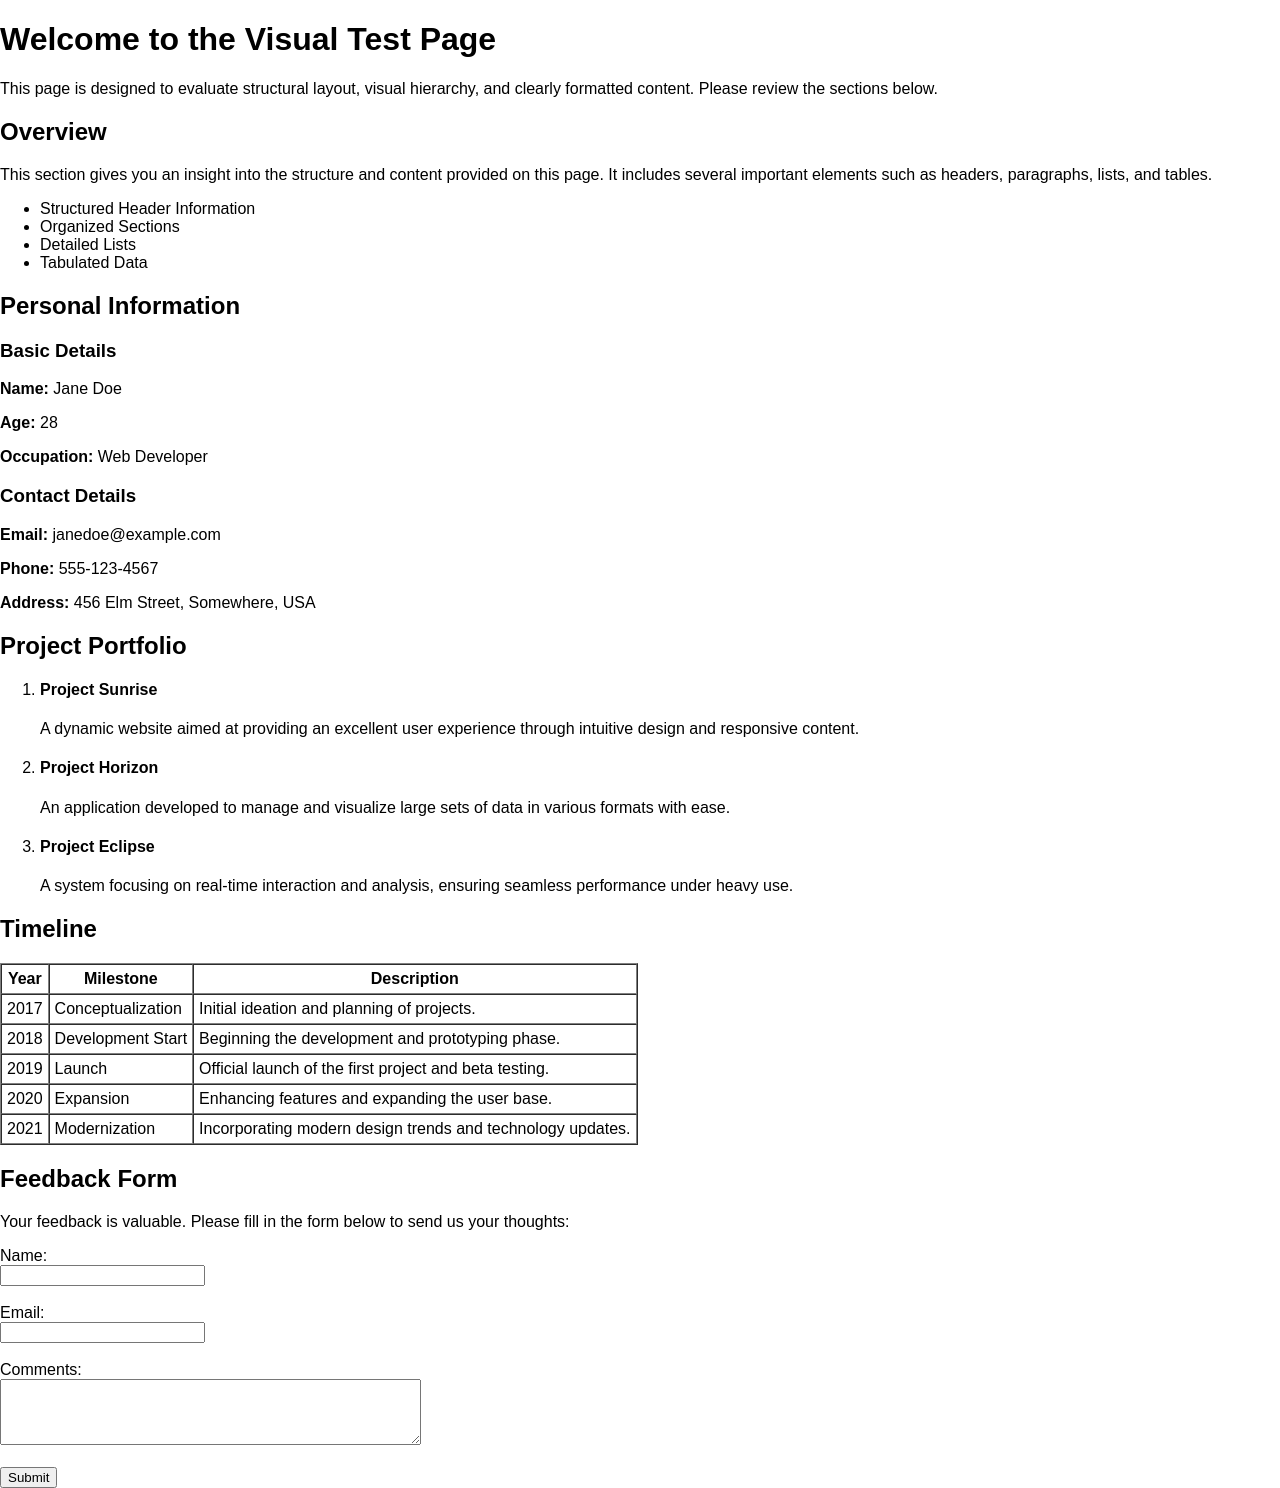 Welcome to the Visual Test Page
This page is designed to evaluate structural layout, visual hierarchy, and clearly formatted content. Please review the sections below.
Overview
This section gives you an insight into the structure and content provided on this page. It includes several important elements such as headers, paragraphs, lists, and tables.
• Structured Header Information
• Organized Sections
• Detailed Lists
• Tabulated Data
Personal Information
Basic Details
Name: Jane Doe
Age: 28
Occupation: Web Developer
Contact Details
Email: janedoe@example.com
Phone: 555-123-4567
Address: 456 Elm Street, Somewhere, USA
Project Portfolio
1. Project Sunrise
A dynamic website aimed at providing an excellent user experience through intuitive design and responsive content.
2. Project Horizon
An application developed to manage and visualize large sets of data in various formats with ease.
3. Project Eclipse
A system focusing on real-time interaction and analysis, ensuring seamless performance under heavy use.
Timeline
Year Milestone Description
2017 Conceptualization Initial ideation and planning of projects.
2018 Development Start Beginning the development and prototyping phase.
2019 Launch Official launch of the first project and beta testing.
2020 Expansion Enhancing features and expanding the user base.
2021 Modernization Incorporating modern design trends and technology updates.
Feedback Form
Your feedback is valuable. Please fill in the form below to send us your thoughts:
Name:
Email:
Comments:
Submit